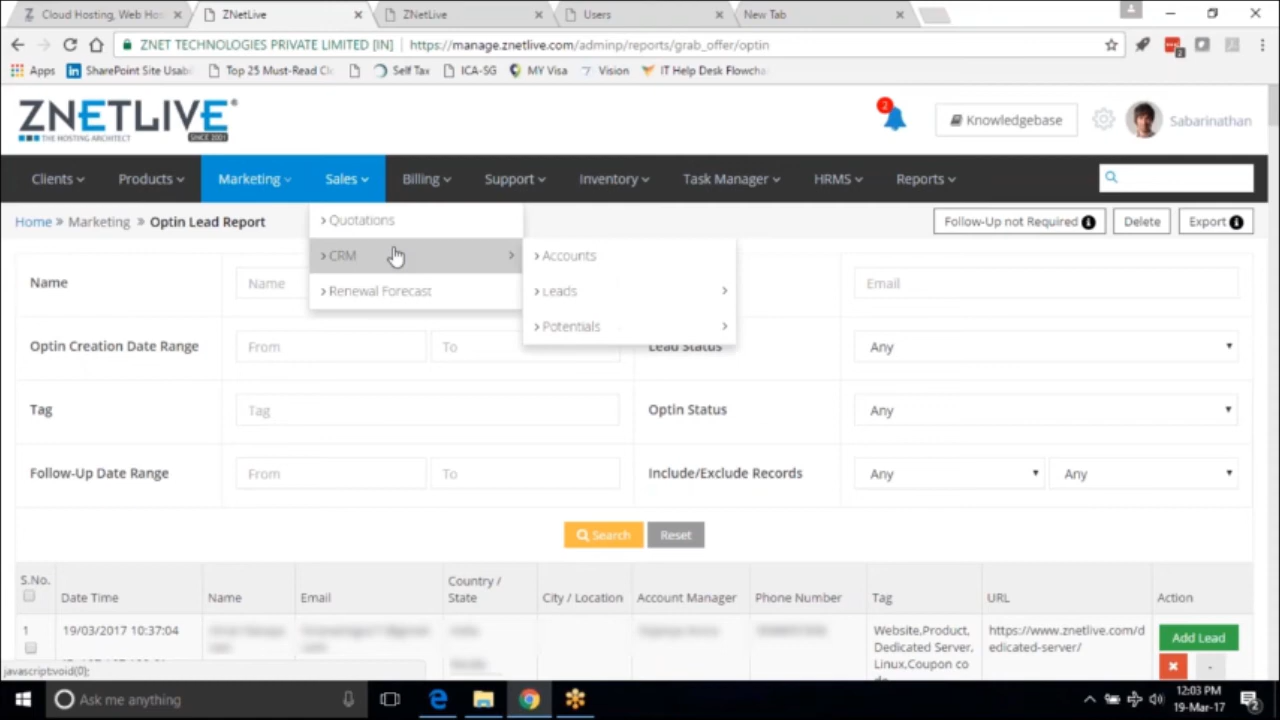 Cloud Hosting, Web Hos
ZNetLive
ZNetLive
Users
New Tab
ZNET TECHNOLOGIES PRIVATE LIMITED [IN]
https://manage.znetlive.com/adminp/reports/grab_offer/optin
Apps
SharePoint Site Usabi
Top 25 Must-Read Cl
Self Tax
ICA-SG
MY Visa
Vision
IT Help Desk Flowcha
ZNETLIVE®
THE HOSTING ARCHITECT
SINCE 2001
2
Knowledgebase
Sabarinathan
Clients
Products
Marketing
Sales
Billing
Support
Inventory
Task Manager
HRMS
Reports
Home » Marketing » Optin Lead Report
Follow-Up not Required
Delete
Export
Quotations
CRM
Renewal Forecast
Accounts
Leads
Potentials
Name
Name
Email
Optin Creation Date Range
From
To
Lead Status
Any
Tag
Tag
Optin Status
Any
Follow-Up Date Range
From
To
Include/Exclude Records
Any
Any
Search
Reset
S.No.
Date Time
Name
Email
Country /
State
City / Location
Account Manager
Phone Number
Tag
URL
Action
1
19/03/2017 10:37:04
Website,Product,
Dedicated Server,
Linux,Coupon co
https://www.znetlive.com/d
edicated-server/
Add Lead
javascript:void(0);
Ask me anything
12:03 PM
19-Mar-17
2